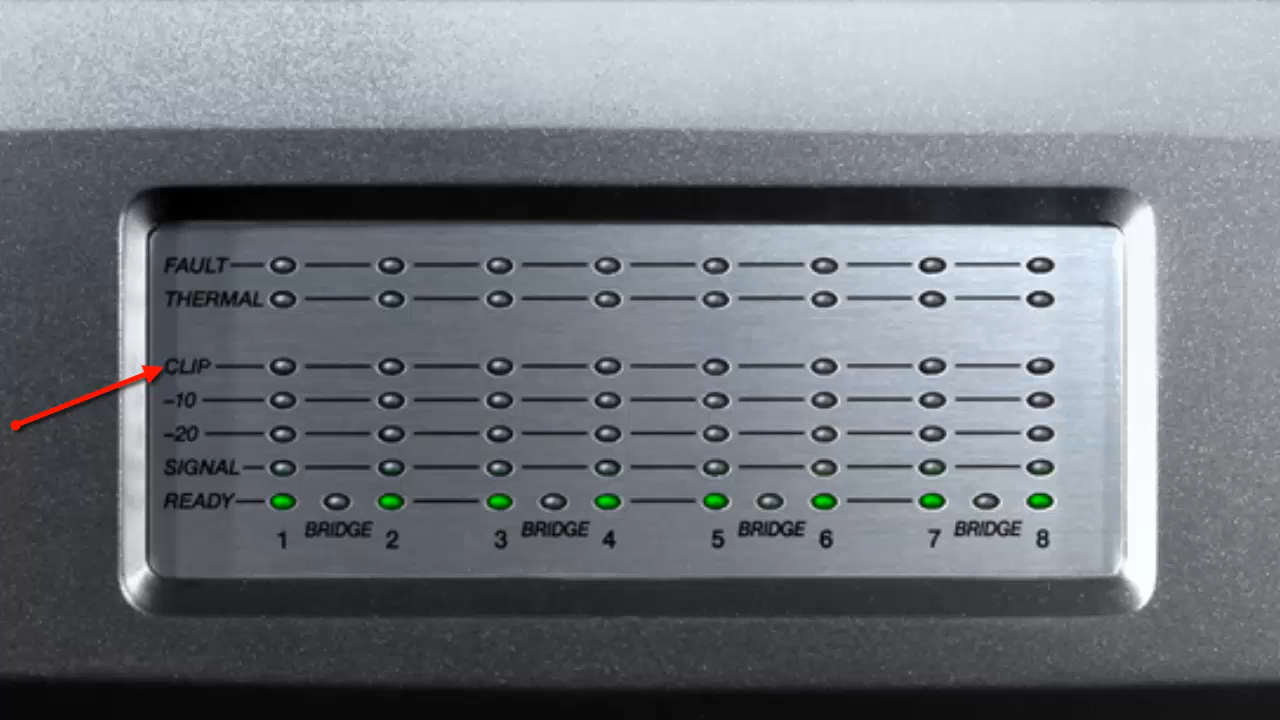 FAULT
THERMAL
CLIP
-10
-20
SIGNAL
READY
1 BRIDGE 2 3 BRIDGE 4 5 BRIDGE 6 7 BRIDGE 8